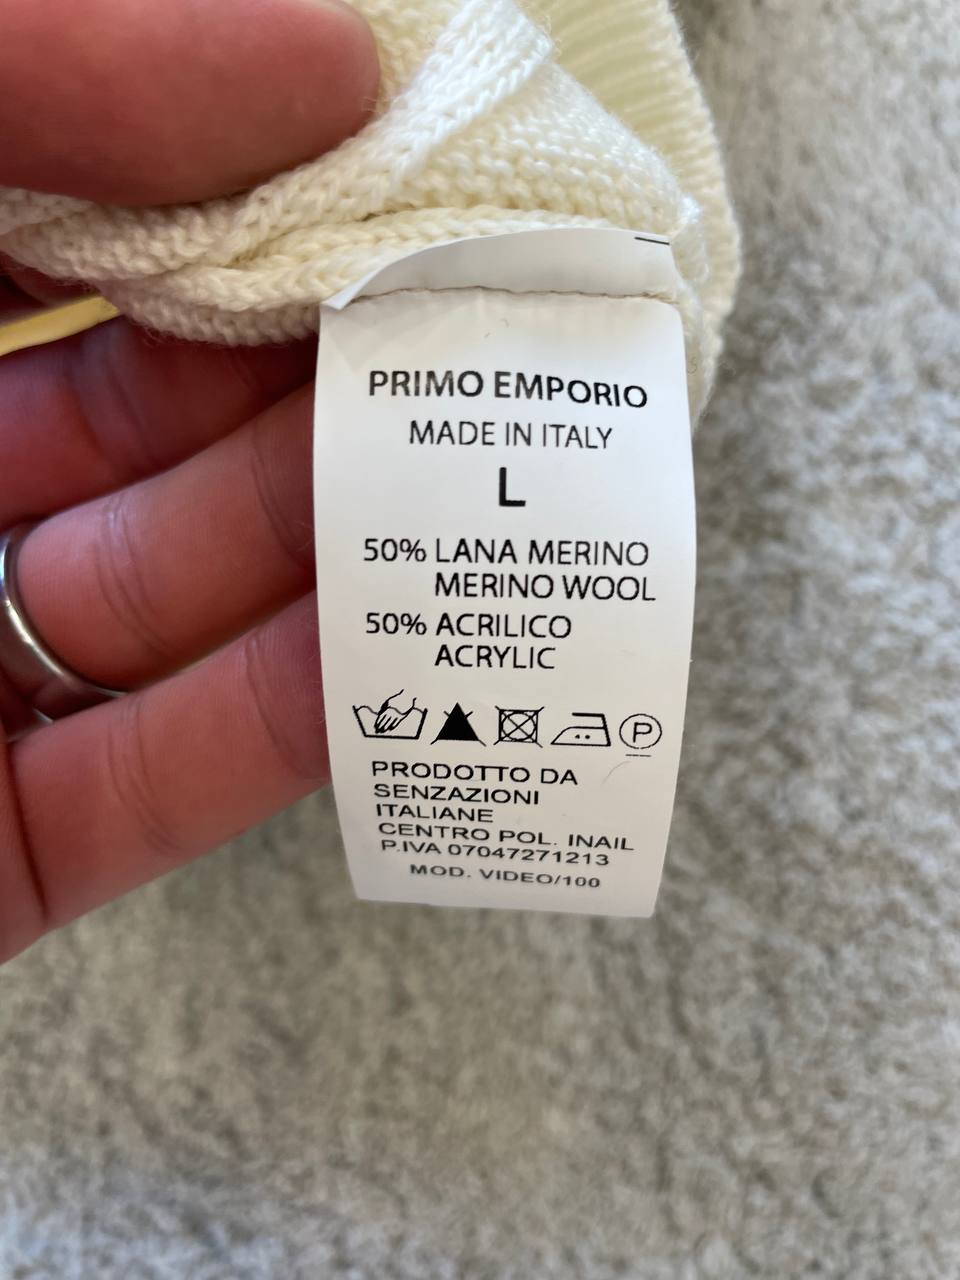 PRIMO EMPORIO
MADE IN ITALY
L
50% LANA MERINO
MERINO WOOL
50% ACRILICO
ACRYLIC
P
PRODOTTO DA
SENZAZIONI
ITALIANE
CENTRO POL. INAIL
P.IVA 07047271213
MOD. VIDEO/100